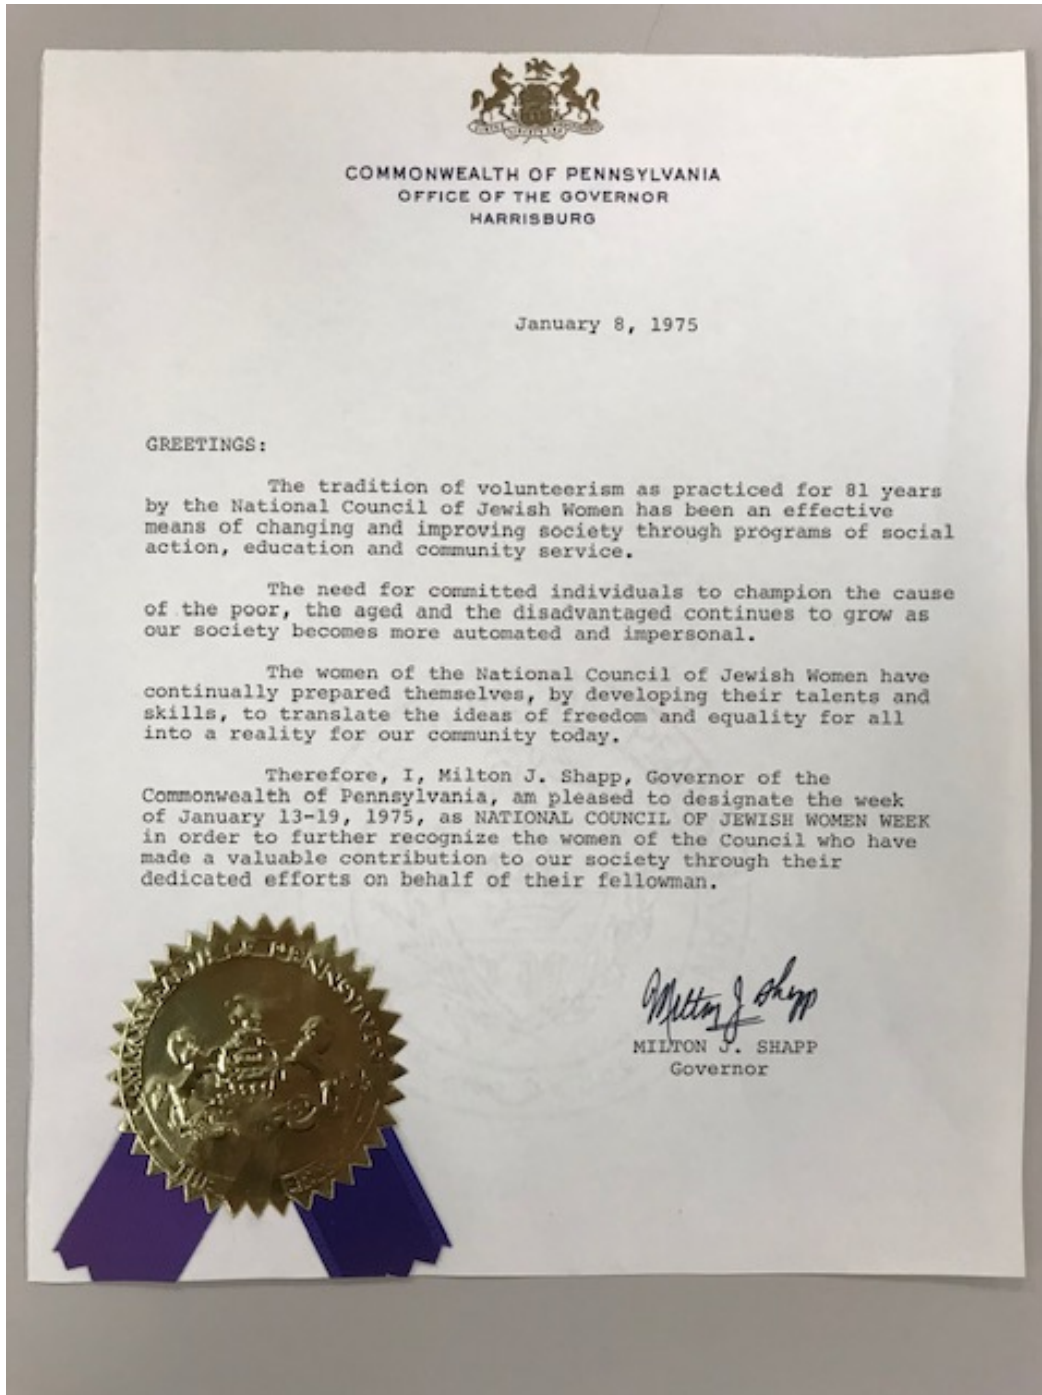 COMMONWEALTH OF PENNSYLVANIA
OFFICE OF THE GOVERNOR
HARRISBURG
January 8, 1975
GREETINGS:
The tradition of volunteerism as practiced for 81 years
by the National Council of Jewish Women has been an effective
means of changing and improving society through programs of social
action, education and community service.
The need for committed individuals to champion the cause
of the poor, the aged and the disadvantaged continues to grow as
our society becomes more automated and impersonal.
The women of the National Council of Jewish Women have
continually prepared themselves, by developing their talents and
skills, to translate the ideas of freedom and equality for all
into a reality for our community today.
Therefore, I, Milton J. Shapp, Governor of the
Commonwealth of Pennsylvania, am pleased to designate the week
of January 13-19, 1975, as NATIONAL COUNCIL OF JEWISH WOMEN WEEK
in order to further recognize the women of the Council who have
made a valuable contribution to our society through their
dedicated efforts on behalf of their fellowman.
Milton J Shapp
MILTON J. SHAPP
Governor
OF PENNSYLVANIA